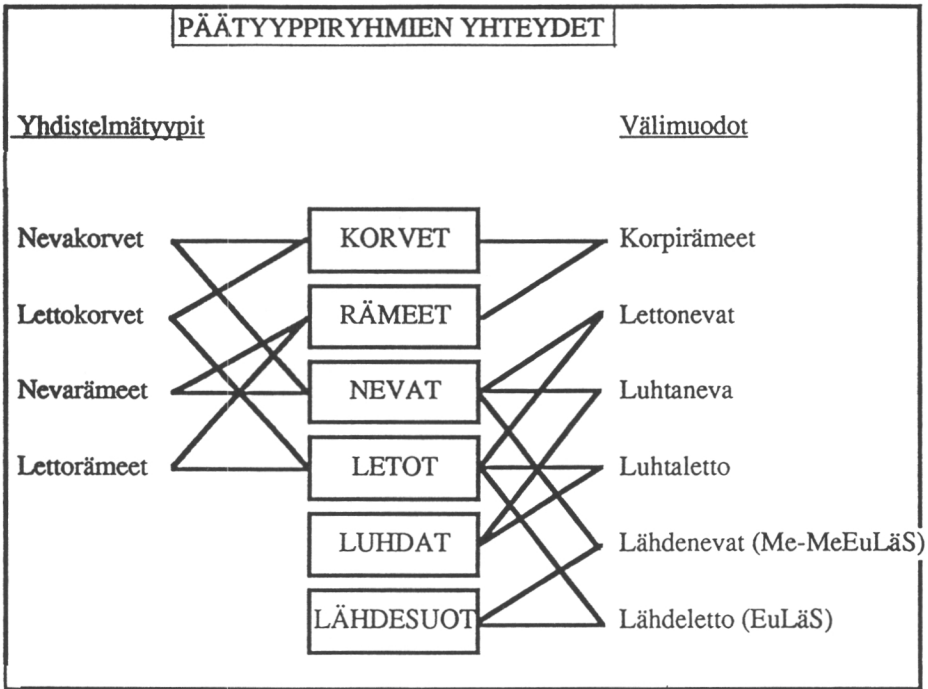 PÄÄTYYPPIRYHMIEN YHTEYDET
Yhdistelmätyypit
Välimuodot
Nevakorvet
KORVET
Korpirämeet
Lettokorvet
RÄMEET
Lettonevat
Nevarämeet
NEVAT
Luhtaneva
Lettorämeet
LETOT
Luhtaletto
LUHDAT
Lähdenevat (Me-MeEuLäS)
LÄHDESUOT
Lähdeletto (EuLäS)